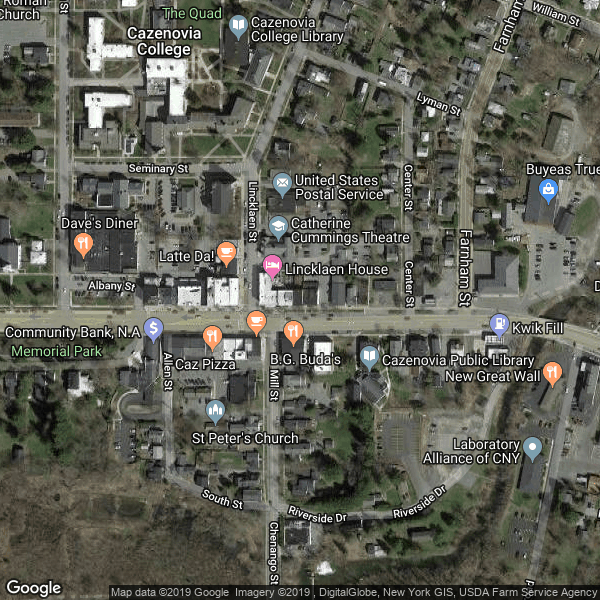 Roman
Church
The Quad
Cazenovia
College
Cazenovia
College Library
William St
Farnham
Lyman St
St
Seminary St
United States
Postal Service
Center St
Buyeas True
Lincklaen St
Dave's Diner
Catherine
Cummings Theatre
Latte Da!
Lincklaen House
Farnham St
Albany St
Center St
D
Community Bank, N.A
Memorial Park
Kwik Fill
Caz Pizza
B.G. Buda's
Cazenovia Public Library
New Great Wall
Allen St
Mill St
St Peter's Church
Laboratory
Alliance of CNY
South St
Riverside Dr
Riverside Dr
Chenango St
Google
Map data ©2019 Google Imagery ©2019 , DigitalGlobe, New York GIS, USDA Farm Service Agency